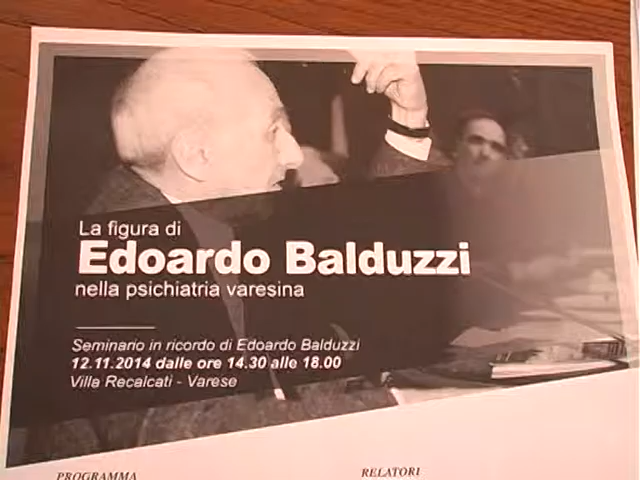 La figura di
Edoardo Balduzzi
nella psichiatria varesina
Seminario in ricordo di Edoardo Balduzzi
12.11.2014 dalle ore 14.30 alle 18.00
Villa Recalcati - Varese
PROGRAMMA
RELATORI